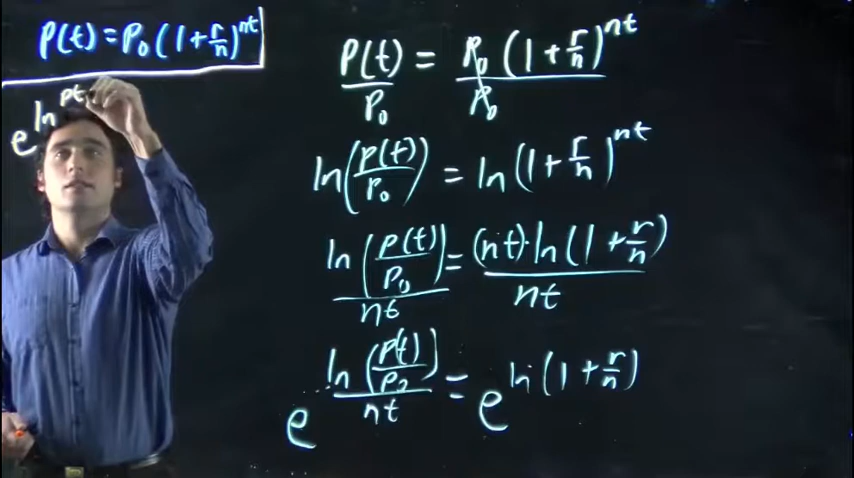 P(t) = P₀(1+r/n)^nt
e^ln P(t
P(t)/P₀ = P₀(1+r/n)^nt/P₀
ln(P(t)/P₀) = ln(1+r/n)^nt
ln(P(t)/P₀)/nt = (nt)·ln(1+r/n)/nt
e^ln(P(t)/P₀)/nt = e^ln(1+r/n)